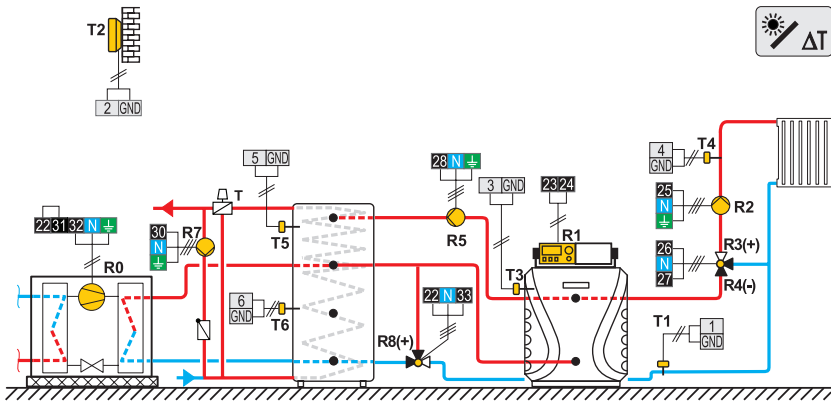 T2
ΔT
2 GND
5 GND
28 N
3 GND
23 24
4
GND
T4
22 31 32 N
30
N
R7
T
T5
R5
R1
25
N
R2
R0
T3
26
N
27
R3(+)
R4(-)
6
GND
T6
22 N 33
R8(+)
T1
1
GND